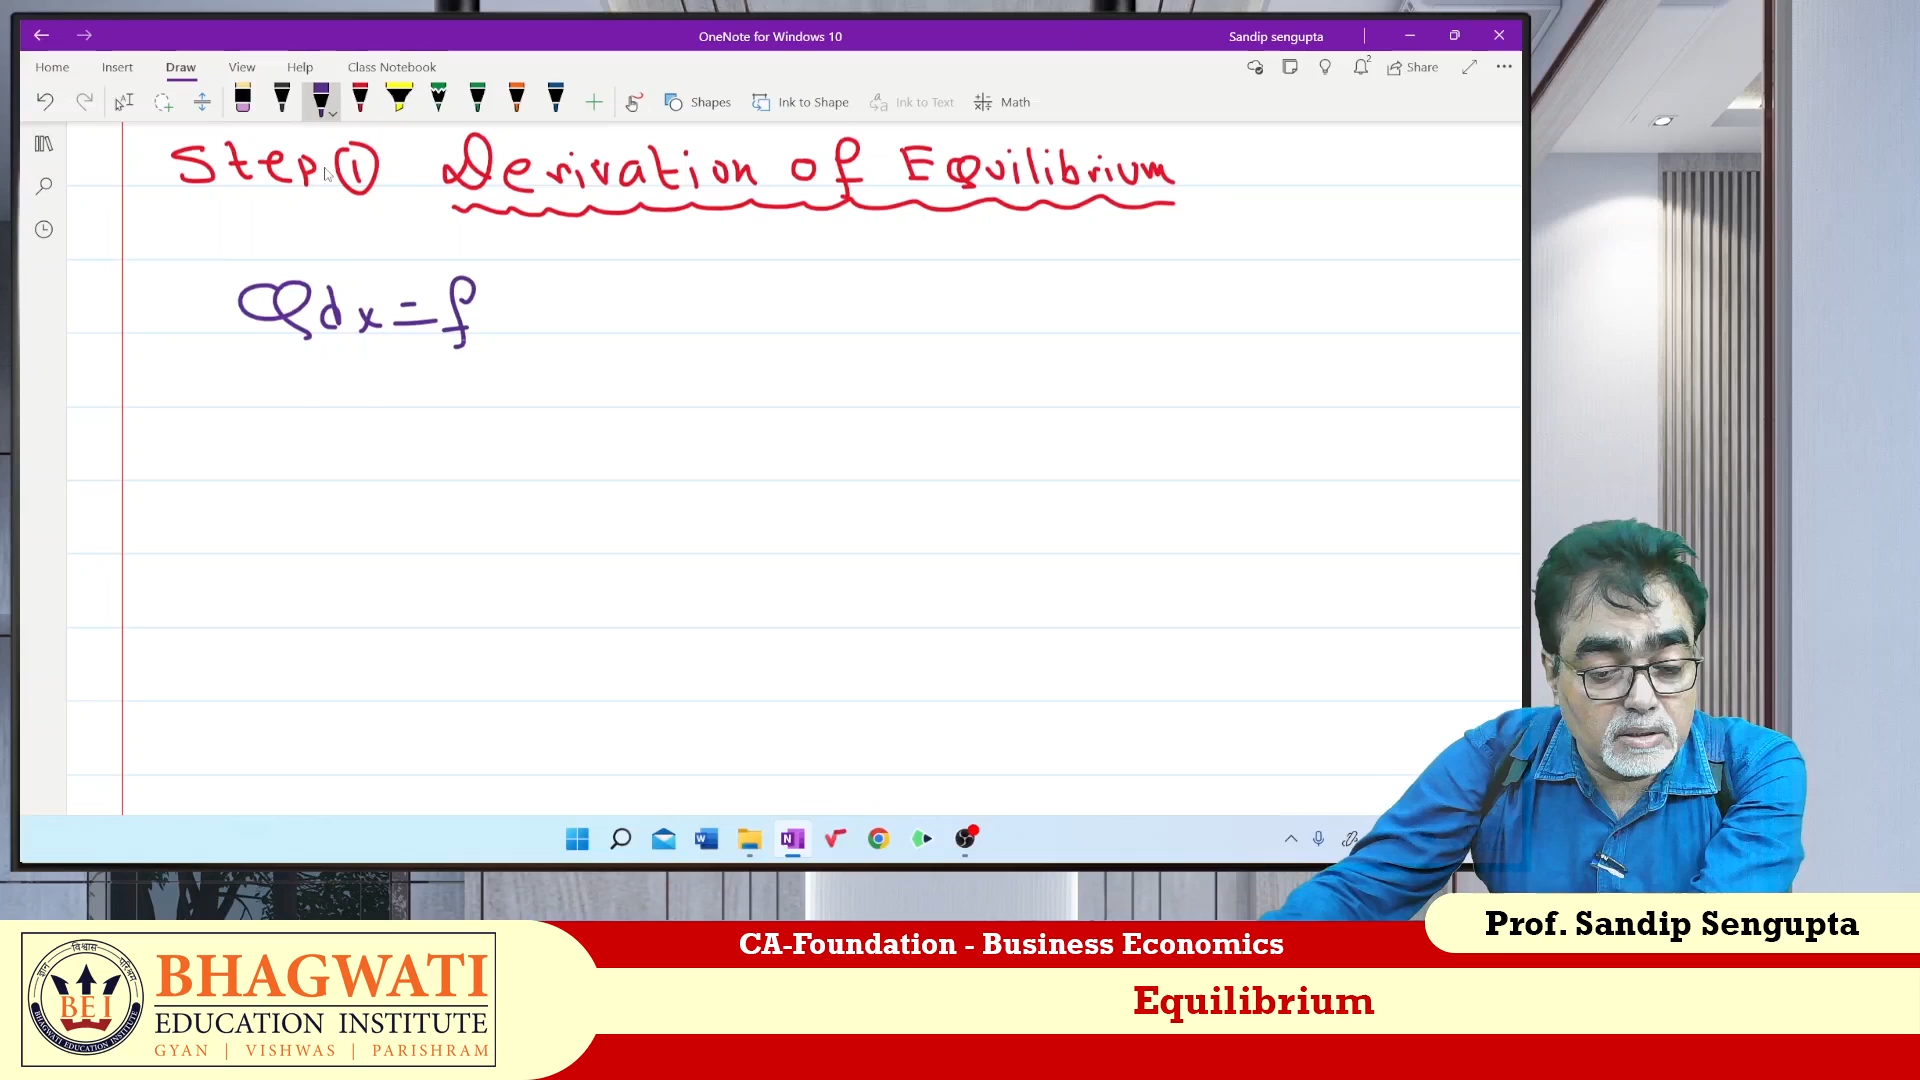 OneNote for Windows 10
Sandip sengupta
Home Insert Draw View Help Class Notebook
2
Share
Shapes Ink to Shape Ink to Text Math
Step ① Derivation of Equilibrium
Qdx = f
Prof. Sandip Sengupta
CA-Foundation - Business Economics
Equilibrium
विश्वास
BEI
BHAGWATI
EDUCATION INSTITUTE
GYAN | VISHWAS | PARISHRAM